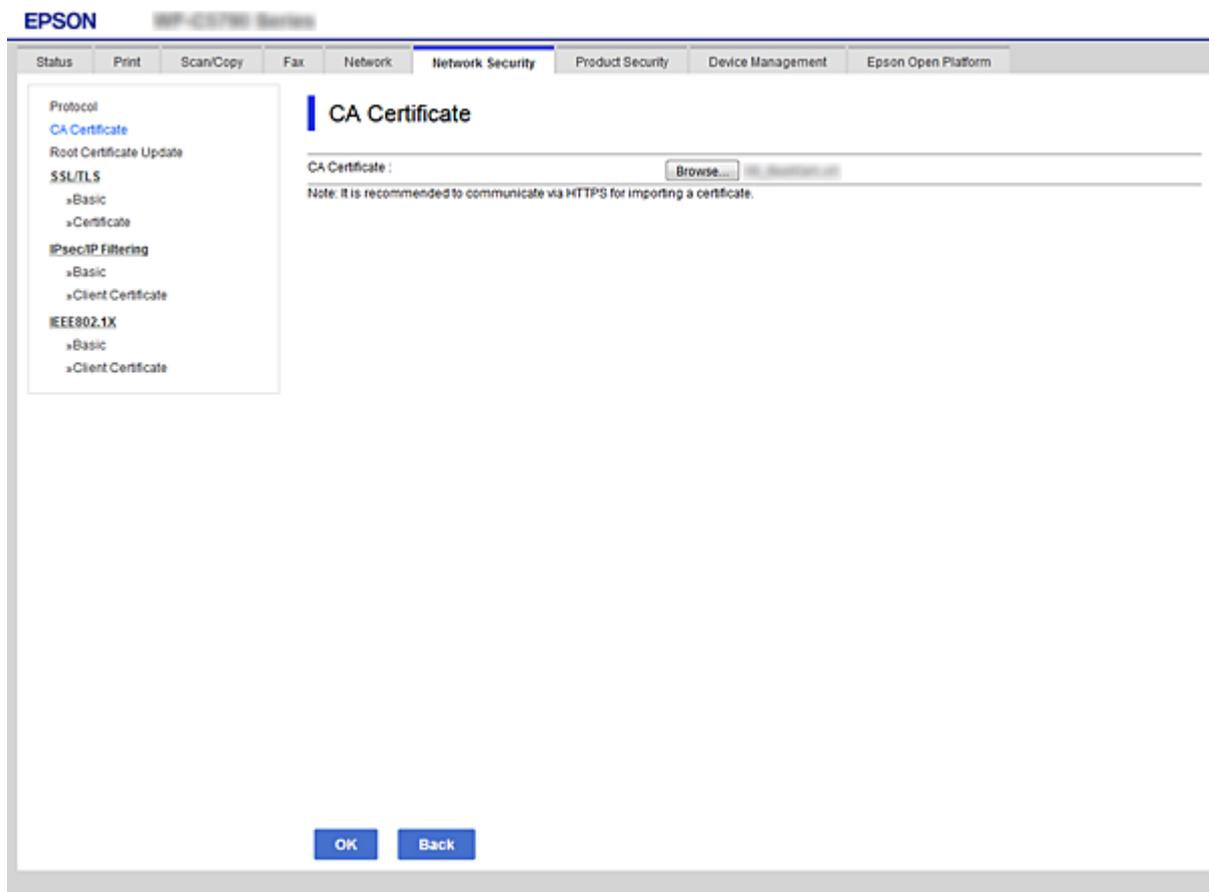 EPSON
Status Print Scan/Copy Fax Network Network Security Product Security Device Management Epson Open Platform
Protocol
CA Certificate
Root Certificate Update
SSL/TLS
»Basic
»Certificate
IPsec/IP Filtering
»Basic
»Client Certificate
IEEE802.1X
»Basic
»Client Certificate
CA Certificate
CA Certificate : Browse...
Note: It is recommended to communicate via HTTPS for importing a certificate.
OK Back